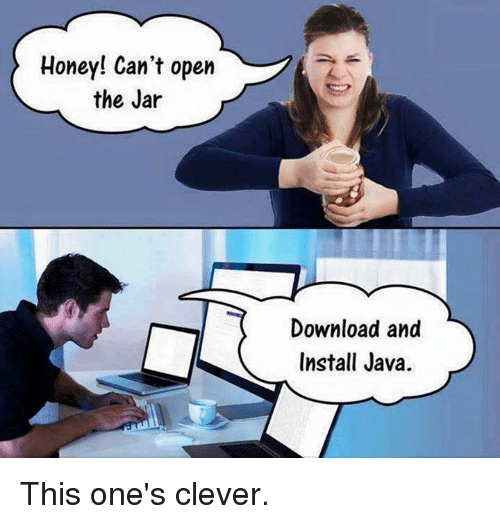 Honey! Can't open
the Jar
Download and
Install Java.
This one's clever.